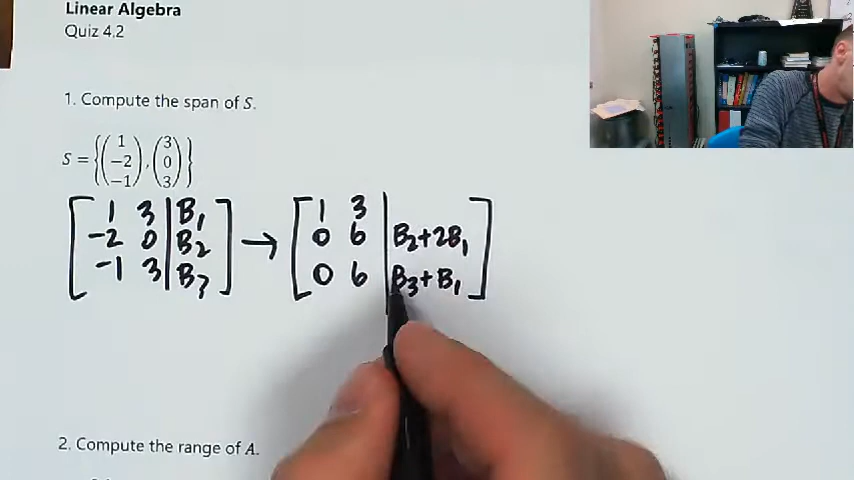 Linear Algebra
Quiz 4.2
1. Compute the span of S.
S = {(1 -2 -1), (3 0 3)}
[1 3 | B₁] → [1 3 | ]
[-2 0 | B₂] [0 6 | B₂+2B₁]
[-1 3 | B₃] [0 6 | B₃+B₁]
2. Compute the range of A.